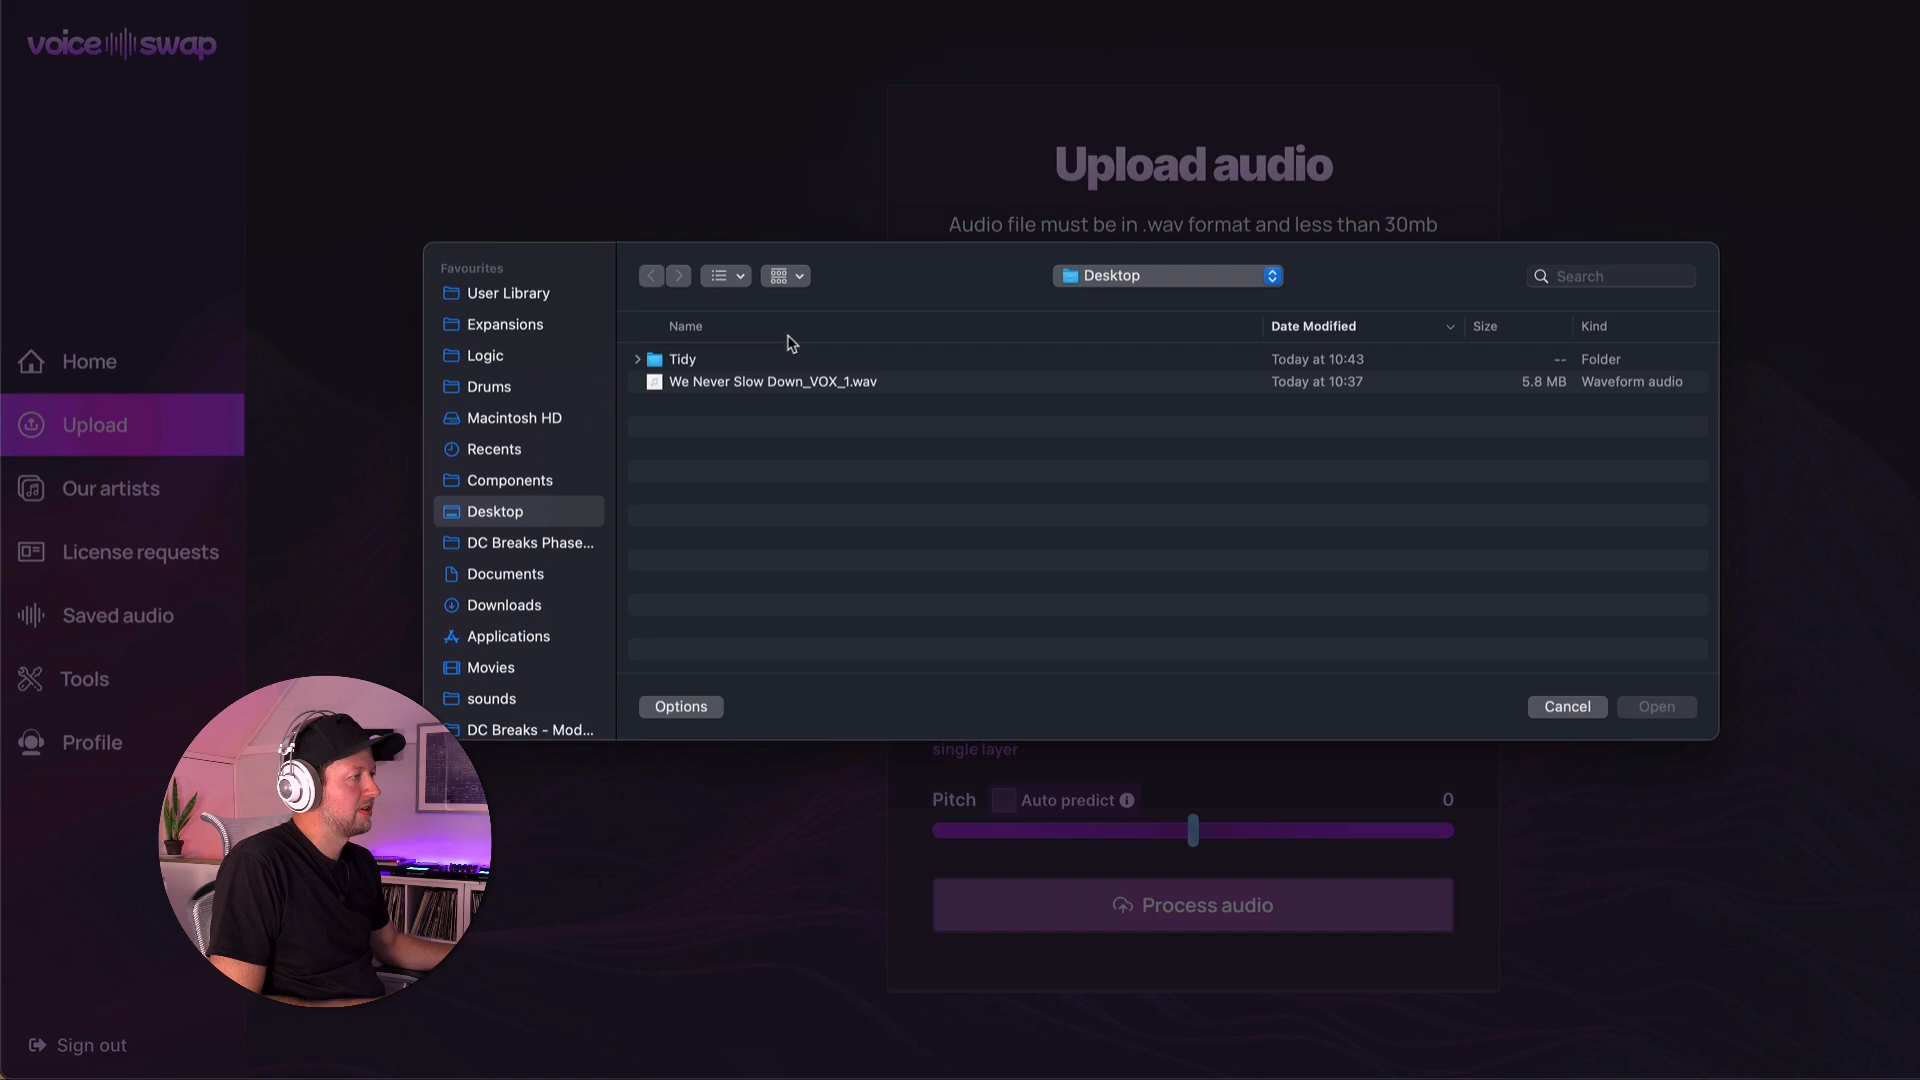 voice swap
Home
Upload
Our artists
License requests
Saved audio
Tools
Profile
Sign out
Upload audio
Audio file must be in .wav format and less than 30mb
Favourites
User Library
Expansions
Logic
Drums
Macintosh HD
Recents
Components
Desktop
DC Breaks Phase...
Documents
Downloads
Applications
Movies
sounds
DC Breaks - Mod...
Desktop
Search
Name Date Modified Size Kind
Tidy Today at 10:43 -- Folder
We Never Slow Down_VOX_1.wav Today at 10:37 5.8 MB Waveform audio
Options Cancel Open
single layer
Pitch Auto predict 0
Process audio